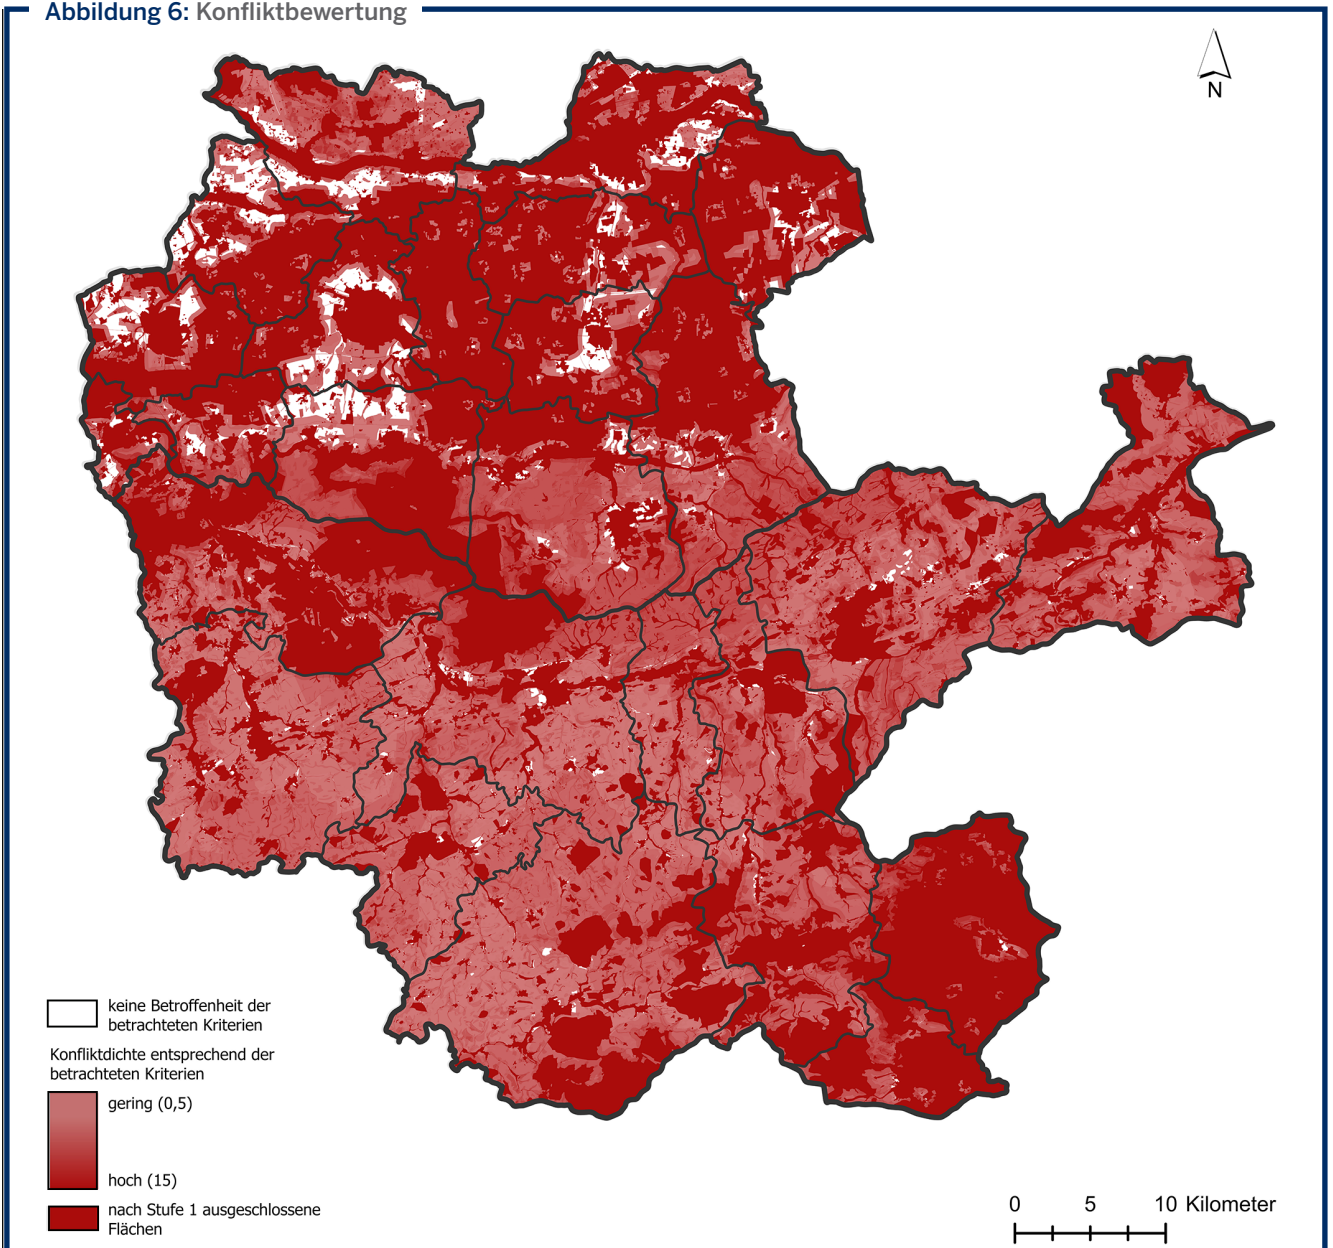 Abbildung 6: Konfliktbewertung
N
keine Betroffenheit der
betrachteten Kriterien
Konfliktdichte entsprechend der
betrachteten Kriterien
gering (0,5)
hoch (15)
nach Stufe 1 ausgeschlossene
Flächen
0 5 10 Kilometer